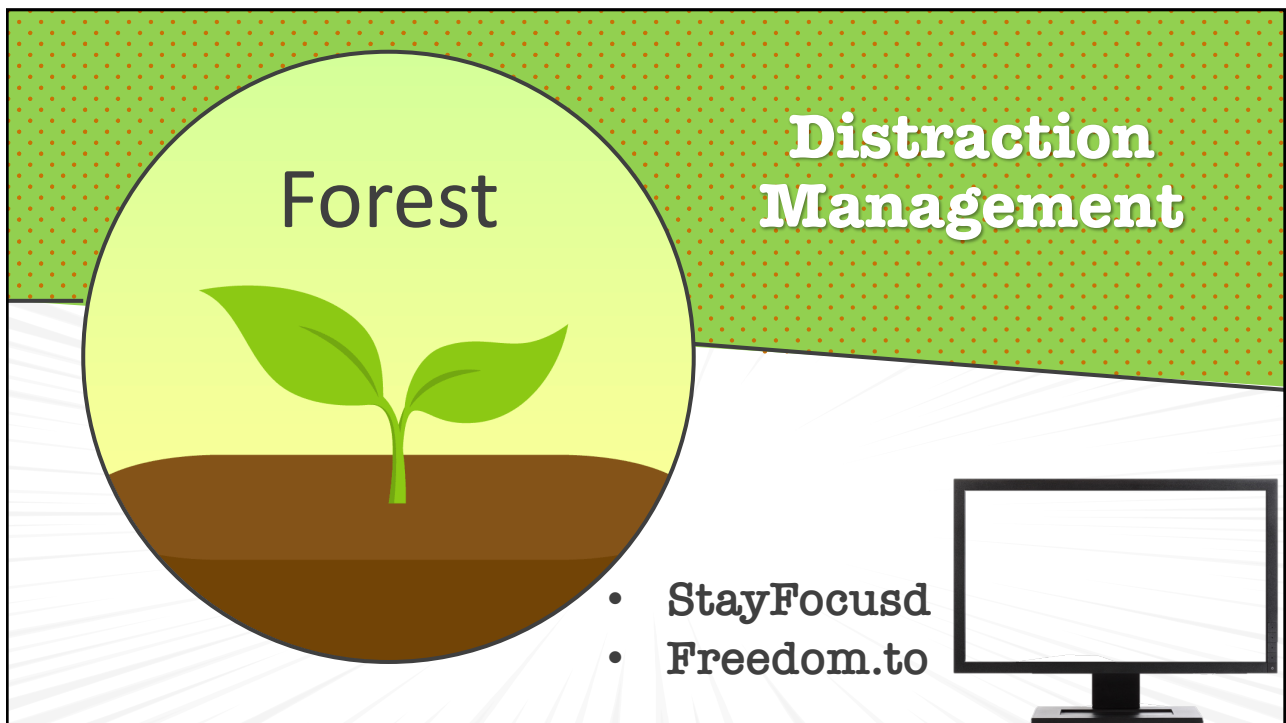 Forest
Distraction
Management
• StayFocusd
• Freedom.to